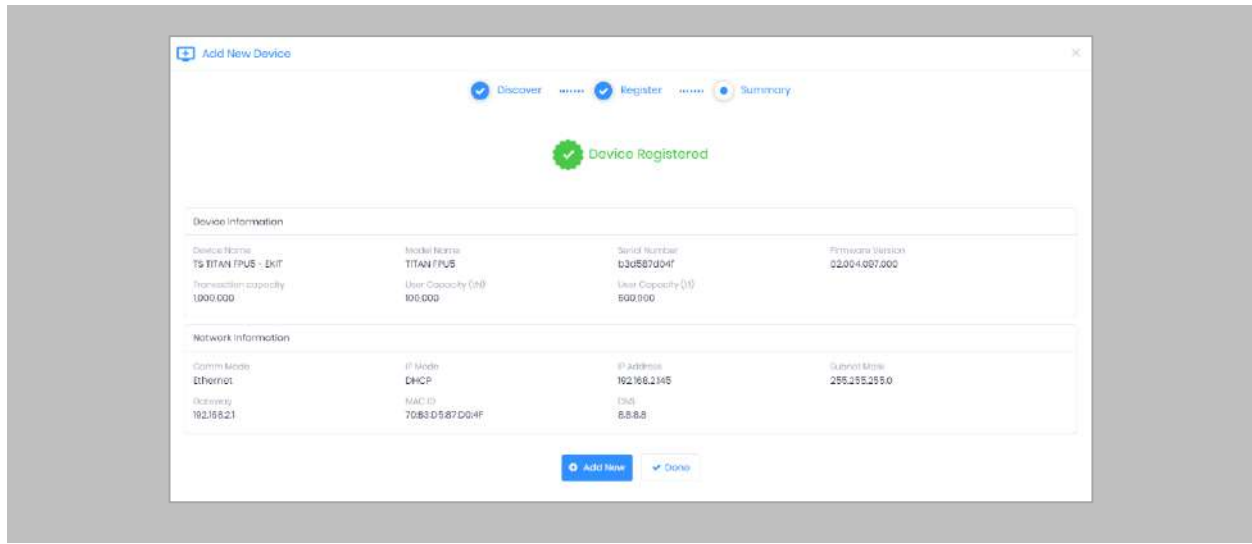 Add New Device
Discover Register Summary
Device Registered
Device Information
Device Name Model Name Serial Number Firmware Version
TS TITAN FPU5 - EXIT TITAN FPU5 b3d587d04f 02.004.097.000
Transaction capacity User Capacity (1:N) User Capacity (1:1)
1,000,000 100,000 500,000
Network Information
Comm Mode IP Mode IP Address Subnet Mask
Ethernet DHCP 192.168.2.145 255.255.255.0
Gateway MAC ID DNS
192.168.2.1 70:B3:D5:87:D0:4F 8.8.8.8
Add New Done